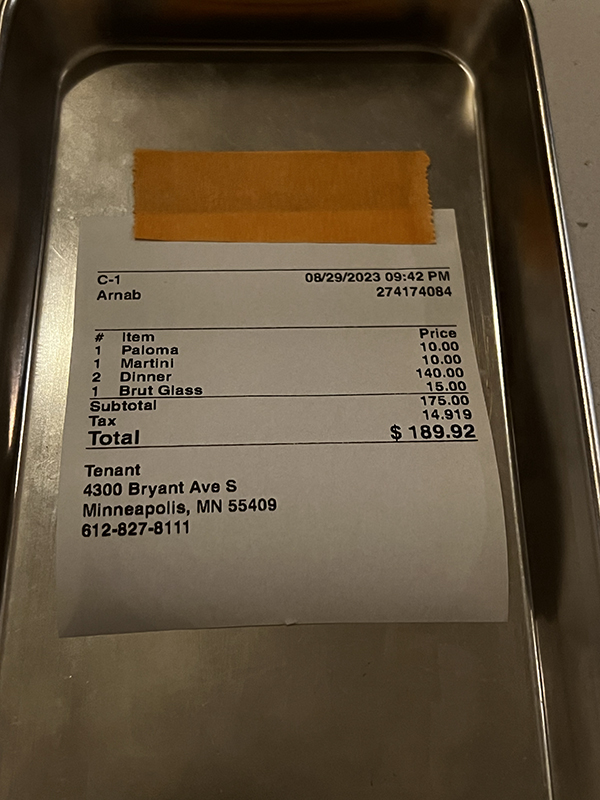 C-1 08/29/2023 09:42 PM
Arnab 274174084
# Item Price
1 Paloma 10.00
1 Martini 10.00
2 Dinner 140.00
1 Brut Glass 15.00
Subtotal 175.00
Tax 14.919
Total $ 189.92
Tenant
4300 Bryant Ave S
Minneapolis, MN 55409
612-827-8111